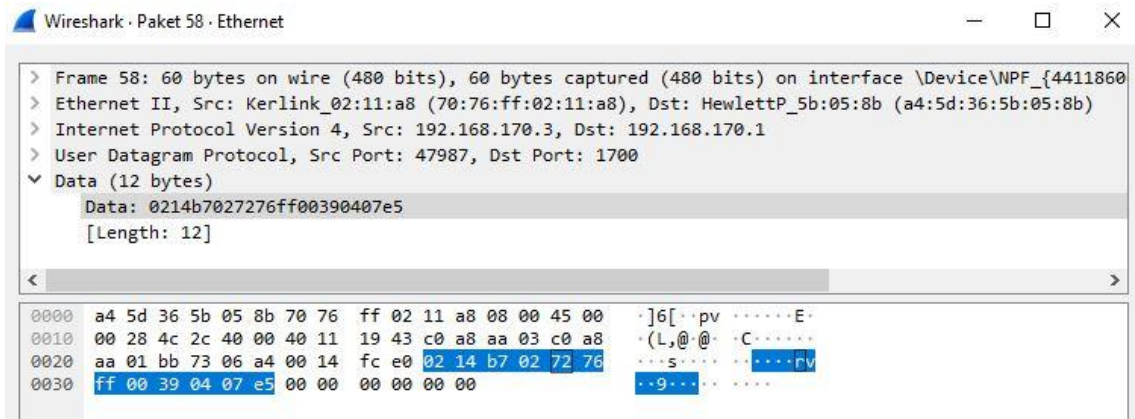 Wireshark · Paket 58 · Ethernet
> Frame 58: 60 bytes on wire (480 bits), 60 bytes captured (480 bits) on interface \Device\NPF_{4411860
> Ethernet II, Src: Kerlink_02:11:a8 (70:76:ff:02:11:a8), Dst: HewlettP_5b:05:8b (a4:5d:36:5b:05:8b)
> Internet Protocol Version 4, Src: 192.168.170.3, Dst: 192.168.170.1
> User Datagram Protocol, Src Port: 47987, Dst Port: 1700
Data (12 bytes)
Data: 0214b7027276ff00390407e5
[Length: 12]
0000 a4 5d 36 5b 05 8b 70 76 ff 02 11 a8 08 00 45 00 ·]6[··pv ······E·
0010 00 28 4c 2c 40 00 40 11 19 43 c0 a8 aa 03 c0 a8 ·(L,@·@· ·C······
0020 aa 01 bb 73 06 a4 00 14 fc e0 02 14 b7 02 72 76 ···s···· ······rv
0030 ff 00 39 04 07 e5 00 00 00 00 00 00 ··9····· ····